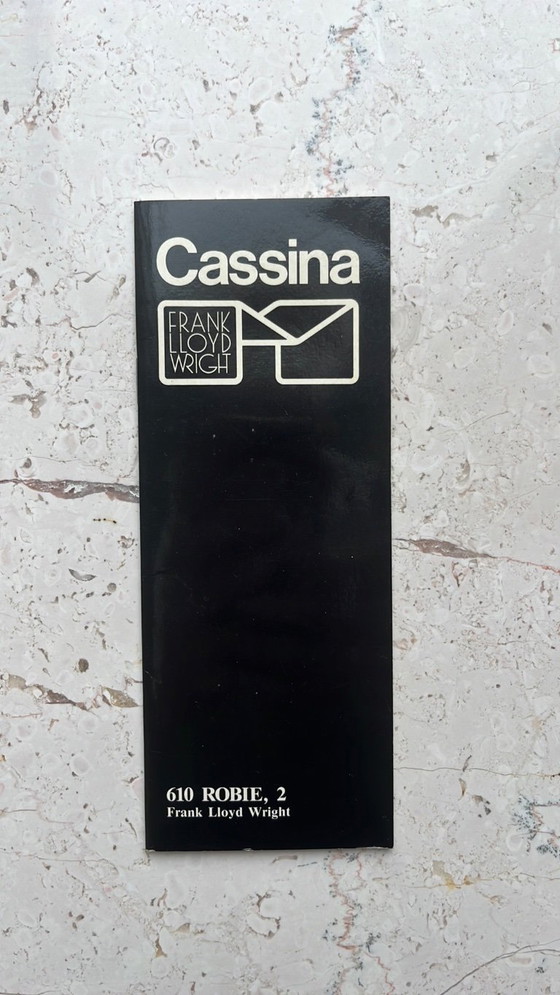 Cassina
FRANK
LLOYD
WRIGHT
610 ROBIE, 2
Frank Lloyd Wright